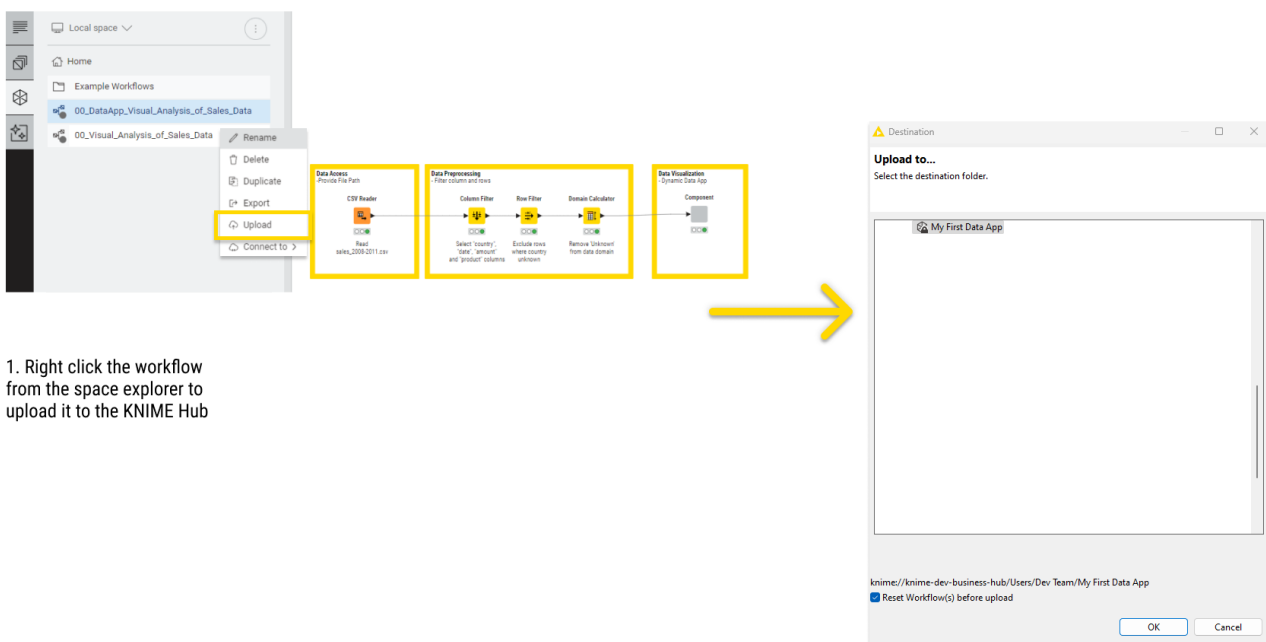 Local space
Home
Example Workflows
00_DataApp_Visual_Analysis_of_Sales_Data
00_Visual_Analysis_of_Sales_Data
Rename
Delete
Duplicate
Export
Upload
Connect to
Data Access
-Provide File Path
CSV Reader
Read
sales_2008-2011.csv
Data Preprocessing
- Filter column and rows
Column Filter
Row Filter
Domain Calculator
Select 'country',
'date', 'amount'
and 'product' columns
Exclude rows
where country
unknown
Remove 'Unknown'
from data domain
Data Visualization
- Dynamic Data App
Component
1. Right click the workflow
from the space explorer to
upload it to the KNIME Hub
Destination
Upload to...
Select the destination folder.
My First Data App
knime://knime-dev-business-hub/Users/Dev Team/My First Data App
Reset Workflow(s) before upload
OK
Cancel